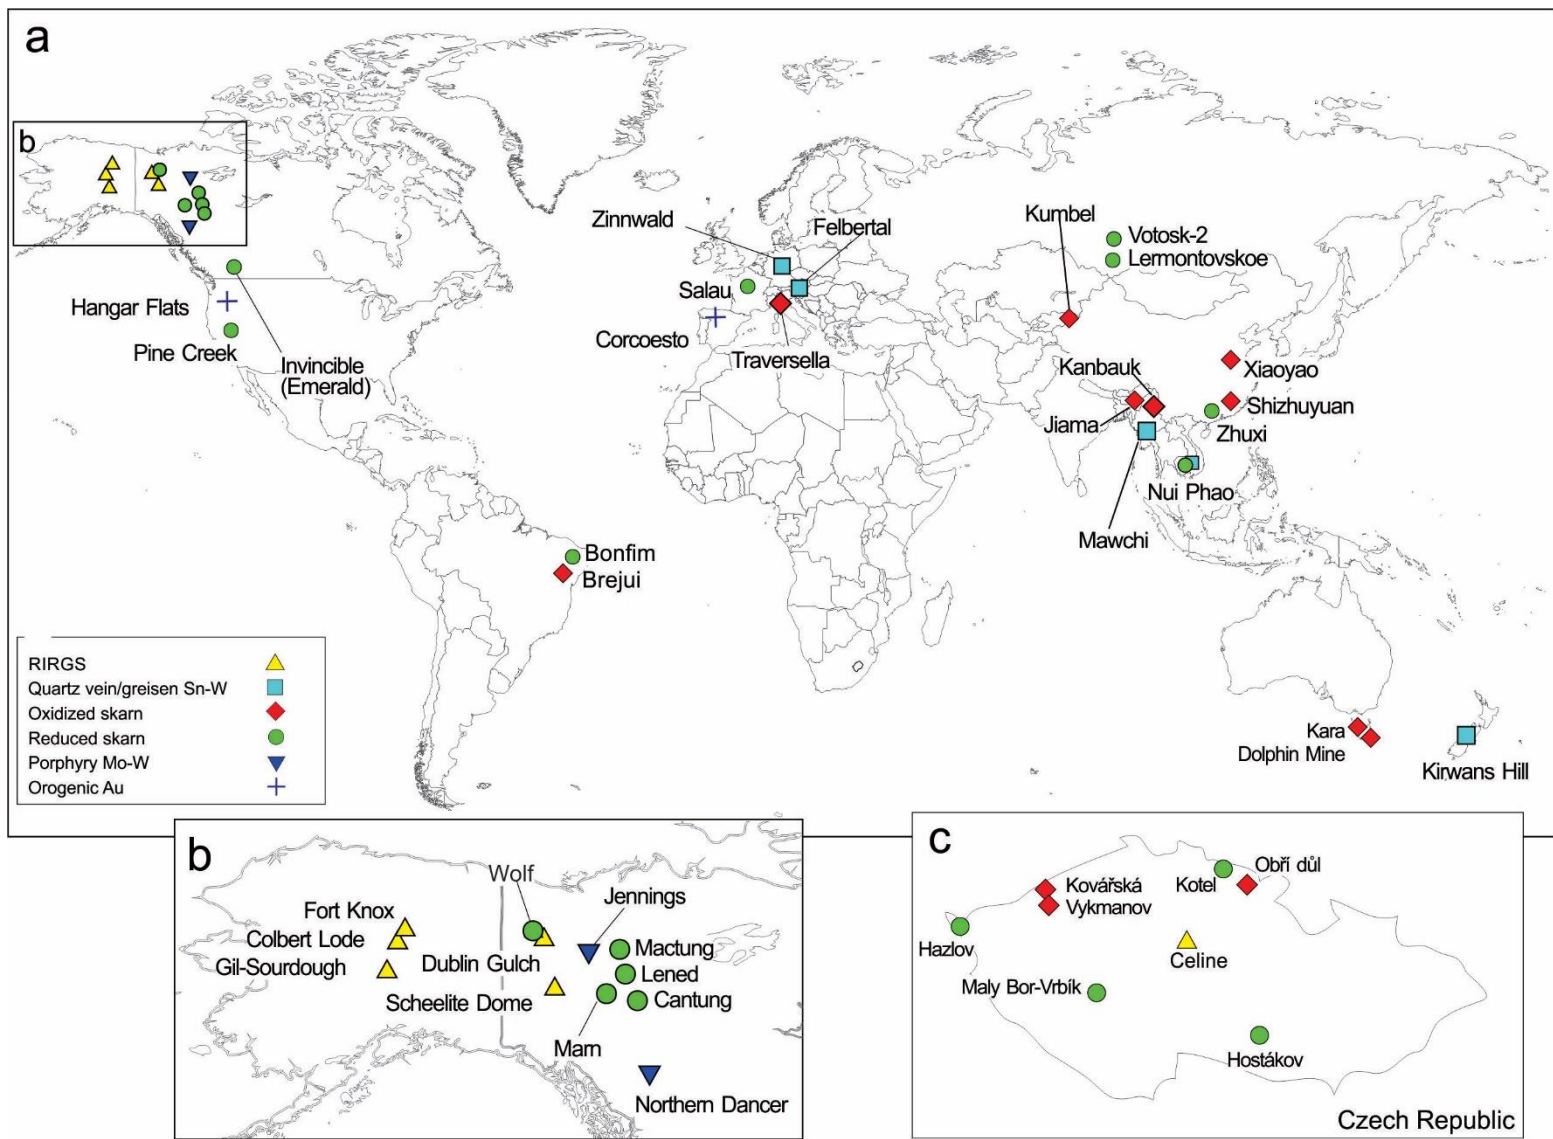 a
b
Zinnwald
Felbertal
Kumbel
Votosk-2
Lermontovskoe
Salau
Hangar Flats
Corcoesto
Pine Creek
Invincible
(Emerald)
Traversella
Kanbauk
Xiaoyao
Jiama
Shizhuyuan
Zhuxi
Nui Phao
Mawchi
Bonfim
Brejui
RIRGS
Quartz vein/greisen Sn-W
Oxidized skarn
Reduced skarn
Porphyry Mo-W
Orogenic Au
Kara
Dolphin Mine
Kirwans Hill
b
Wolf
Jennings
Fort Knox
Colbert Lode
Gil-Sourdough
Dublin Gulch
Mactung
Lened
Scheelite Dome
Cantung
Marn
Northern Dancer
c
Kovářská
Vykmanov
Kotel
Obří důl
Hazlov
Celine
Maly Bor-Vrbík
Hostákov
Czech Republic